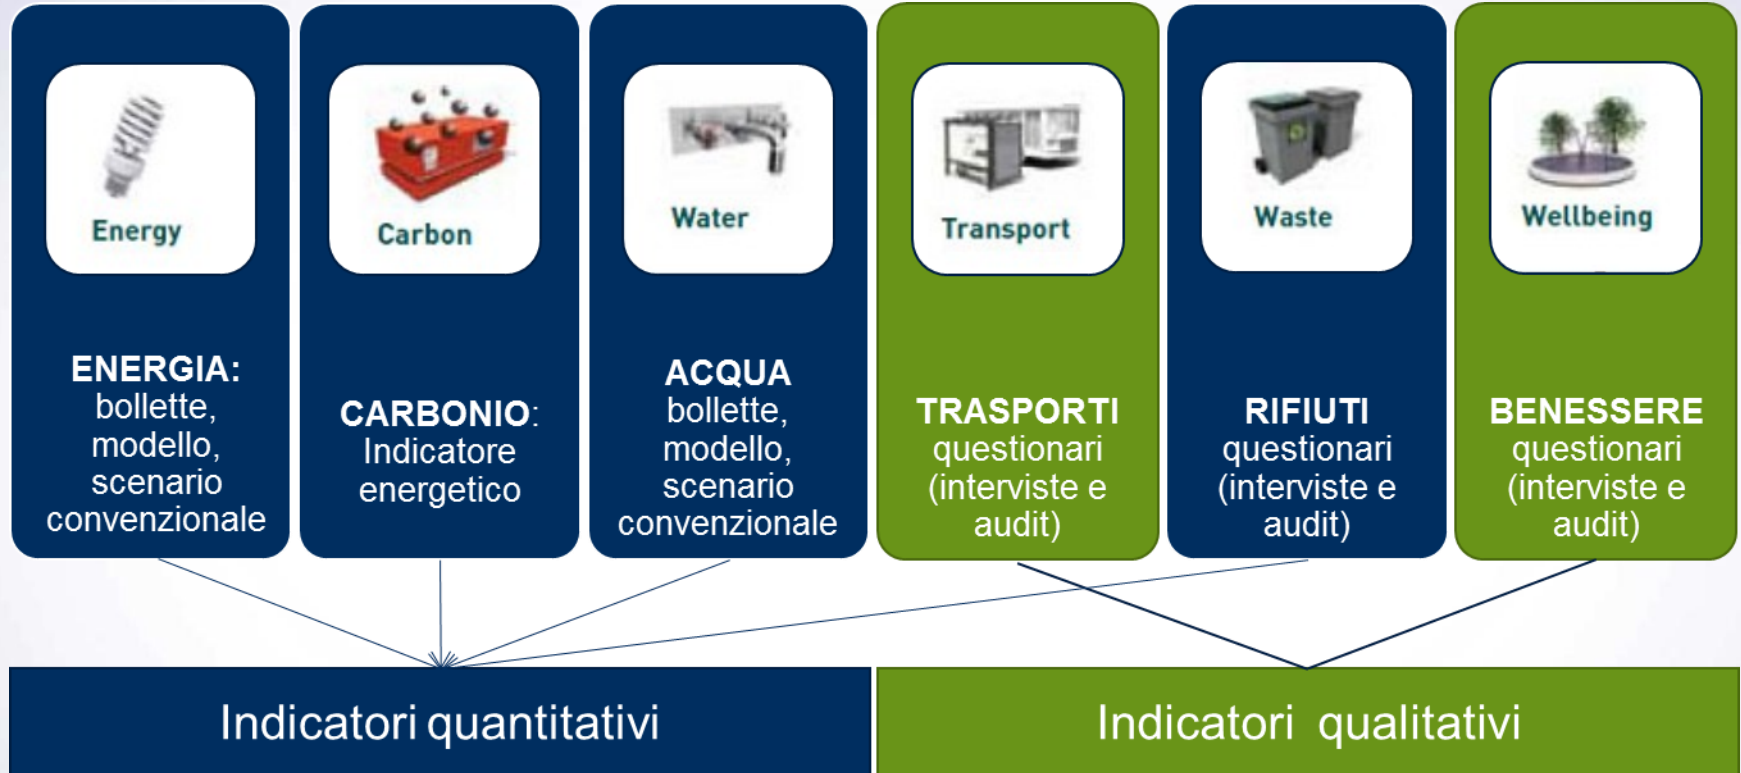 Energy
ENERGIA:
bollette,
modello,
scenario
convenzionale
Carbon
CARBONIO:
Indicatore
energetico
Water
ACQUA
bollette,
modello,
scenario
convenzionale
Transport
TRASPORTI
questionari
(interviste e
audit)
Waste
RIFIUTI
questionari
(interviste e
audit)
Wellbeing
BENESSERE
questionari
(interviste e
audit)
Indicatori quantitativi
Indicatori qualitativi